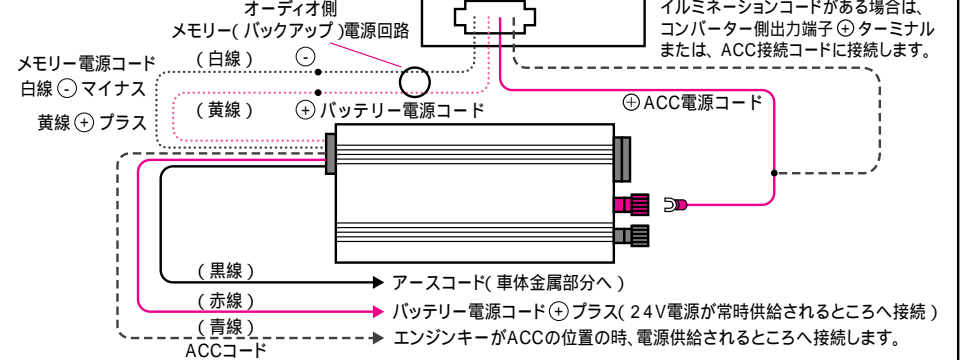 オーディオ側
メモリー(バックアップ)電源回路
イルミネーションコードがある場合は、
コンバーター側出力端子⊕ターミナル
または、ACC接続コードに接続します。
メモリー電源コード
白線⊖マイナス
黄線⊕プラス
(白線) ⊖
(黄線) ⊕バッテリー電源コード
⊕ACC電源コード
(黒線) アースコード(車体金属部分へ)
(赤線) バッテリー電源コード⊕プラス(24V電源が常時供給されるところへ接続)
(青線) エンジンキーがACCの位置の時、電源供給されるところへ接続します。
ACCコード